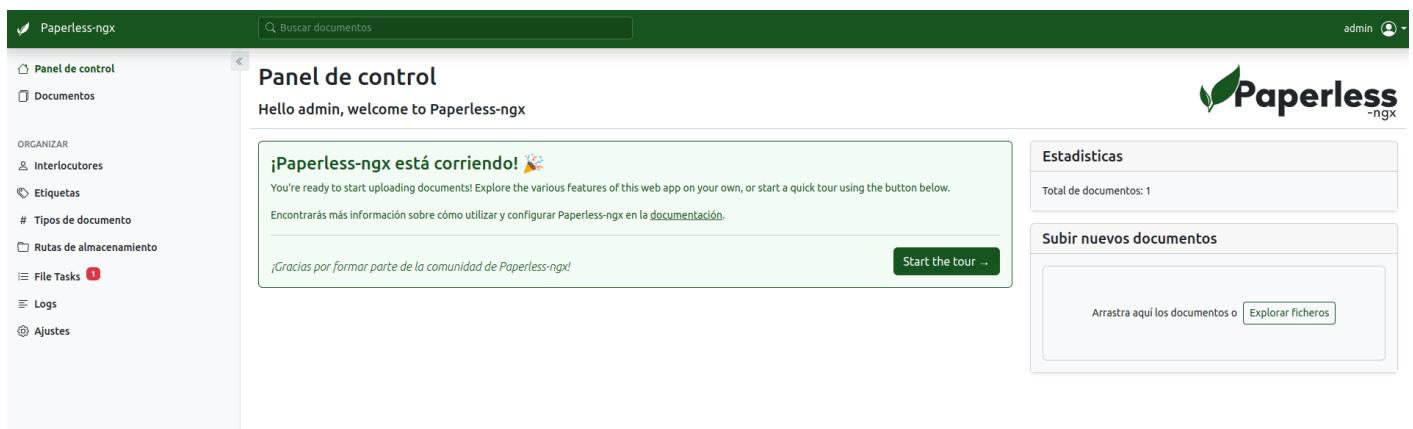 Paperless-ngx
Buscar documentos
admin
Panel de control
Documentos
ORGANIZAR
Interlocutores
Etiquetas
# Tipos de documento
Rutas de almacenamiento
File Tasks 1
Logs
Ajustes
«
Panel de control
Hello admin, welcome to Paperless-ngx
Paperless
-ngx
¡Paperless-ngx está corriendo! 🎉
You're ready to start uploading documents! Explore the various features of this web app on your own, or start a quick tour using the button below.
Encontrarás más información sobre cómo utilizar y configurar Paperless-ngx en la documentación.
¡Gracias por formar parte de la comunidad de Paperless-ngx!
Start the tour →
Estadisticas
Total de documentos: 1
Subir nuevos documentos
Arrastra aquí los documentos o Explorar ficheros